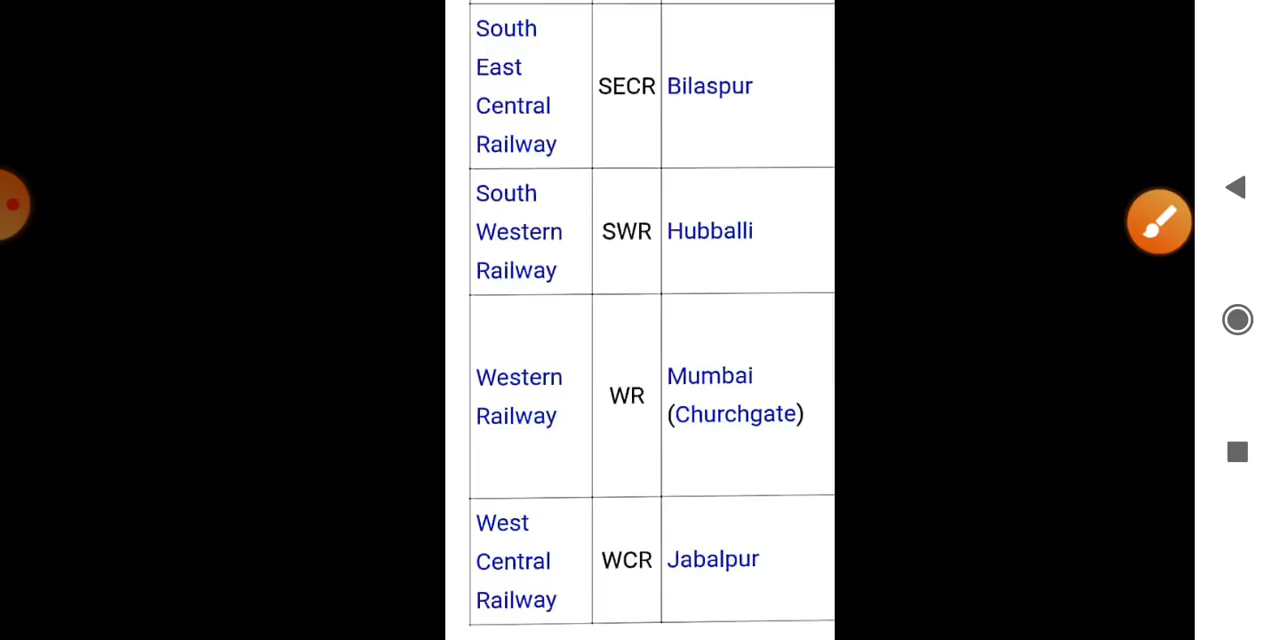 South
East
Central
Railway
SECR
Bilaspur
South
Western
Railway
SWR
Hubballi
Western
Railway
WR
Mumbai
(Churchgate)
West
Central
Railway
WCR
Jabalpur